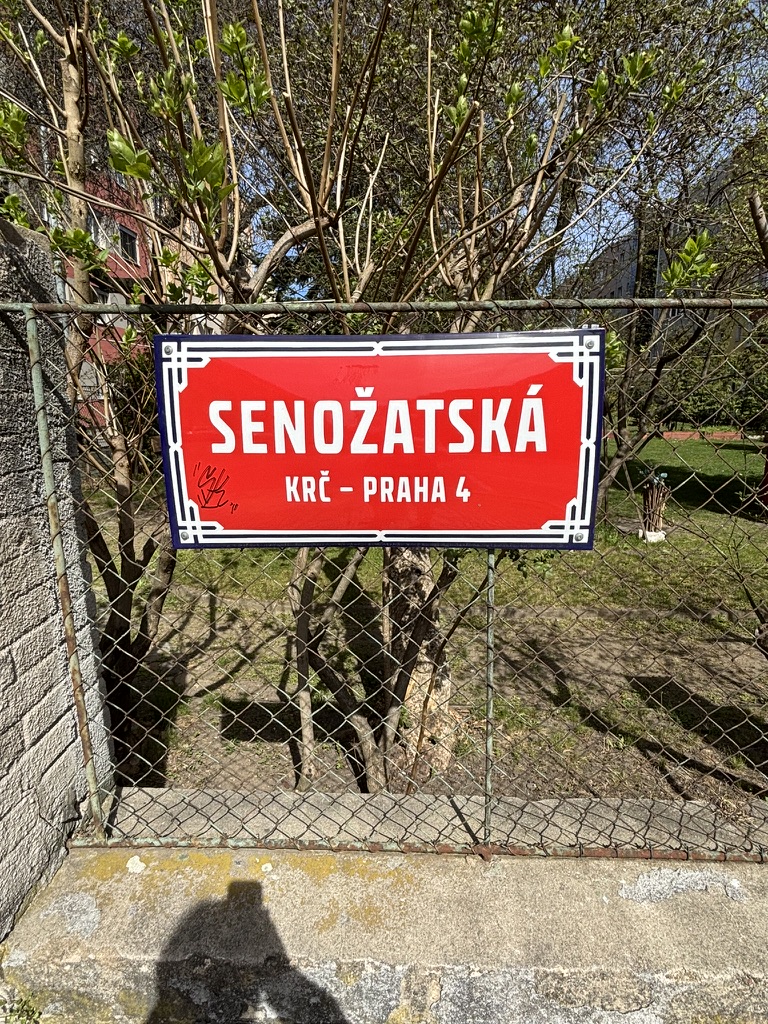 SENOŽATSKÁ
KRČ – PRAHA 4